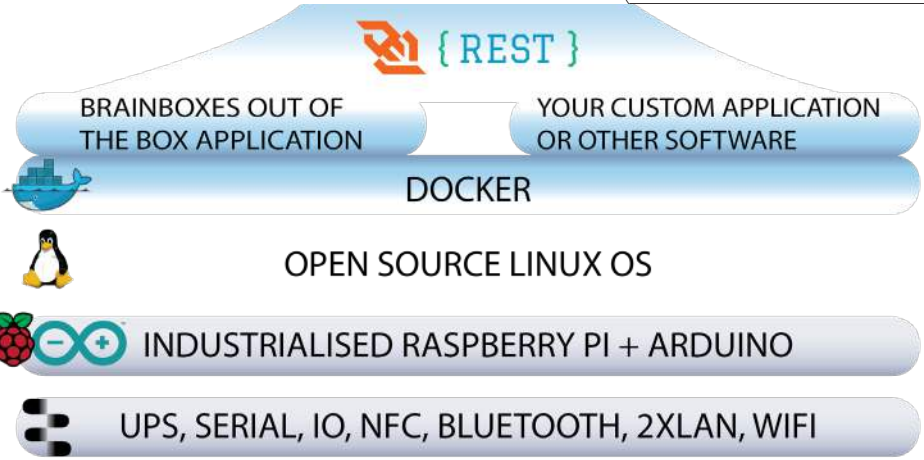 { REST }
BRAINBOXES OUT OF
THE BOX APPLICATION
YOUR CUSTOM APPLICATION
OR OTHER SOFTWARE
DOCKER
OPEN SOURCE LINUX OS
INDUSTRIALISED RASPBERRY PI + ARDUINO
UPS, SERIAL, IO, NFC, BLUETOOTH, 2XLAN, WIFI